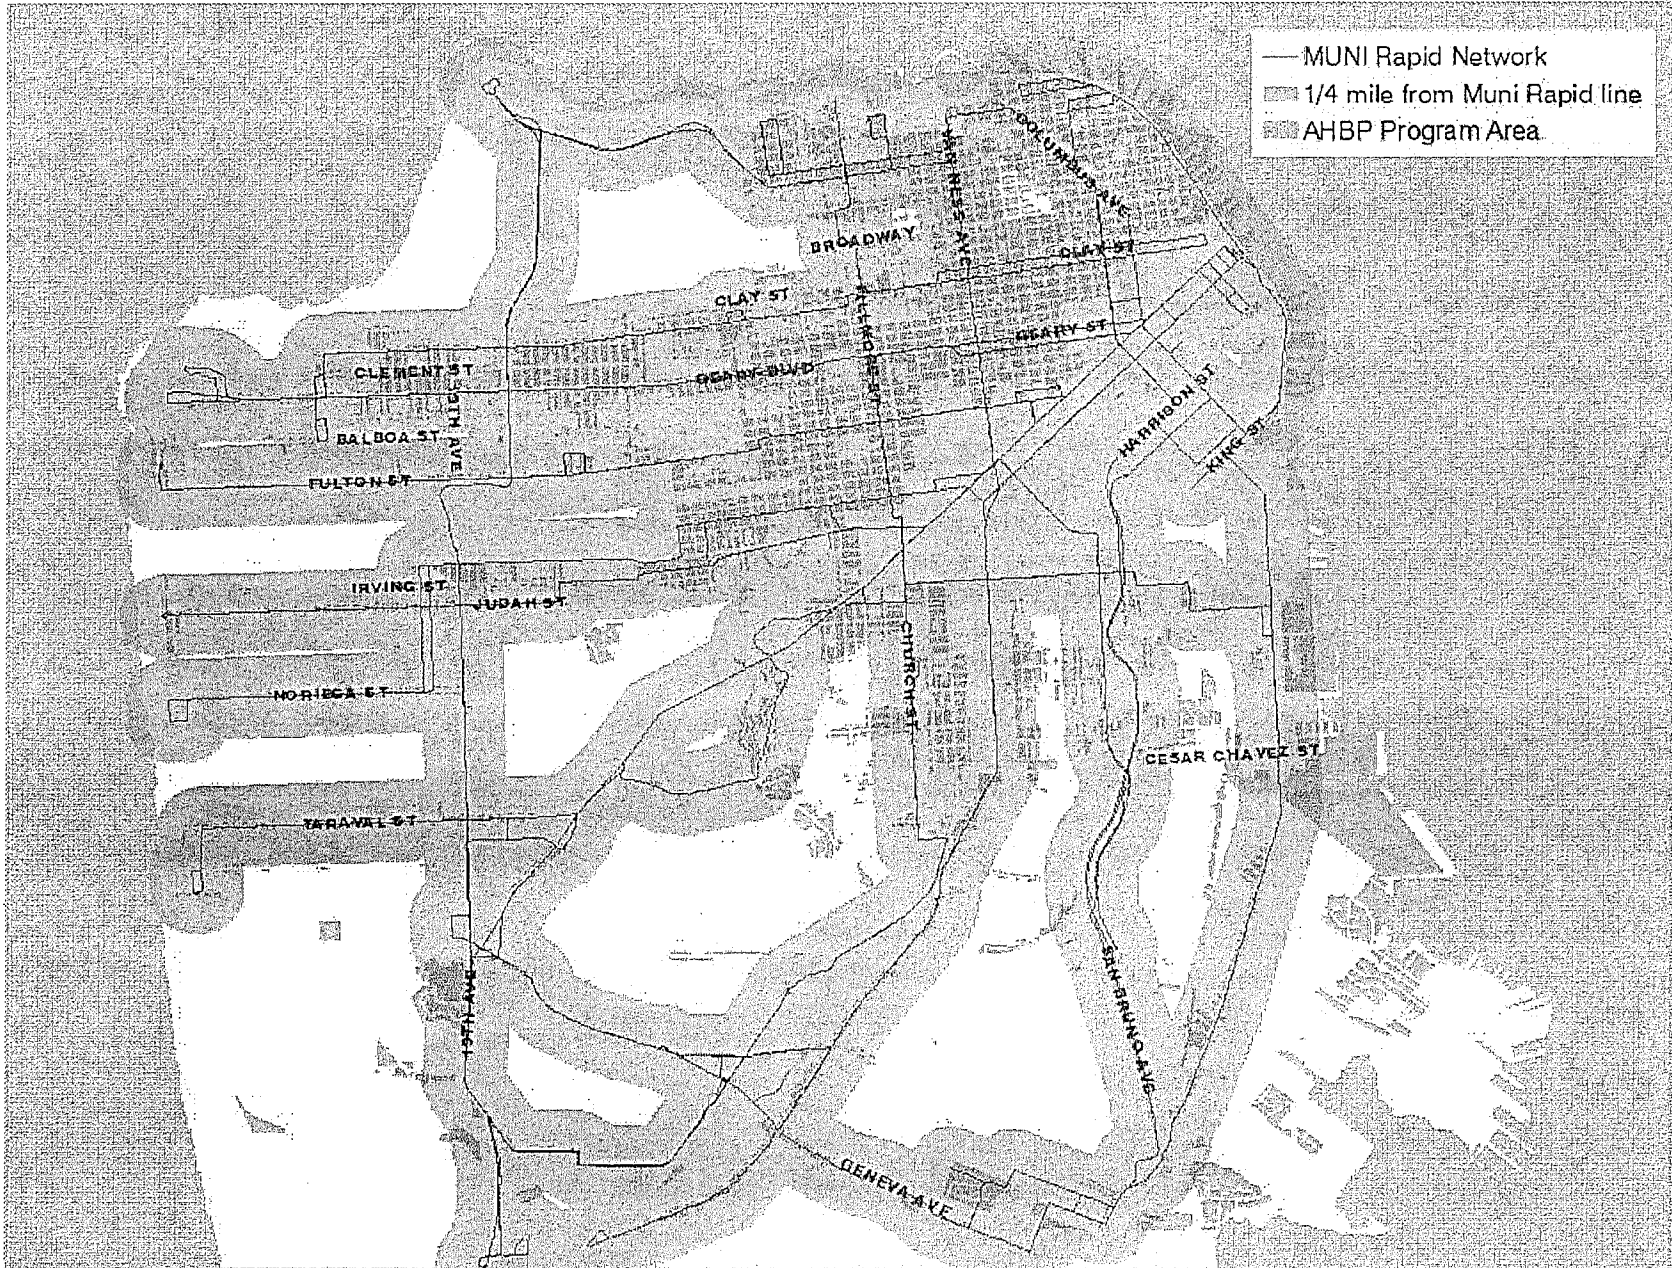 MUNI Rapid Network
1/4 mile from Muni Rapid line
AHBP Program Area
COLUMBUS AVE
VAN NESS AVE
BROADWAY
CLAY ST
CLAY ST
FILLMORE ST
GEARY ST
CLEMENT ST
GEARY BLVD
HARRISON ST
BALBOA ST
KING ST
FULTON ST
IRVING ST
JUDAH ST
CHURCH ST
NORIEGA ST
CESAR CHAVEZ ST
TARAVAL ST
19TH AVE
SAN BRUNO AVE
GENEVA AVE